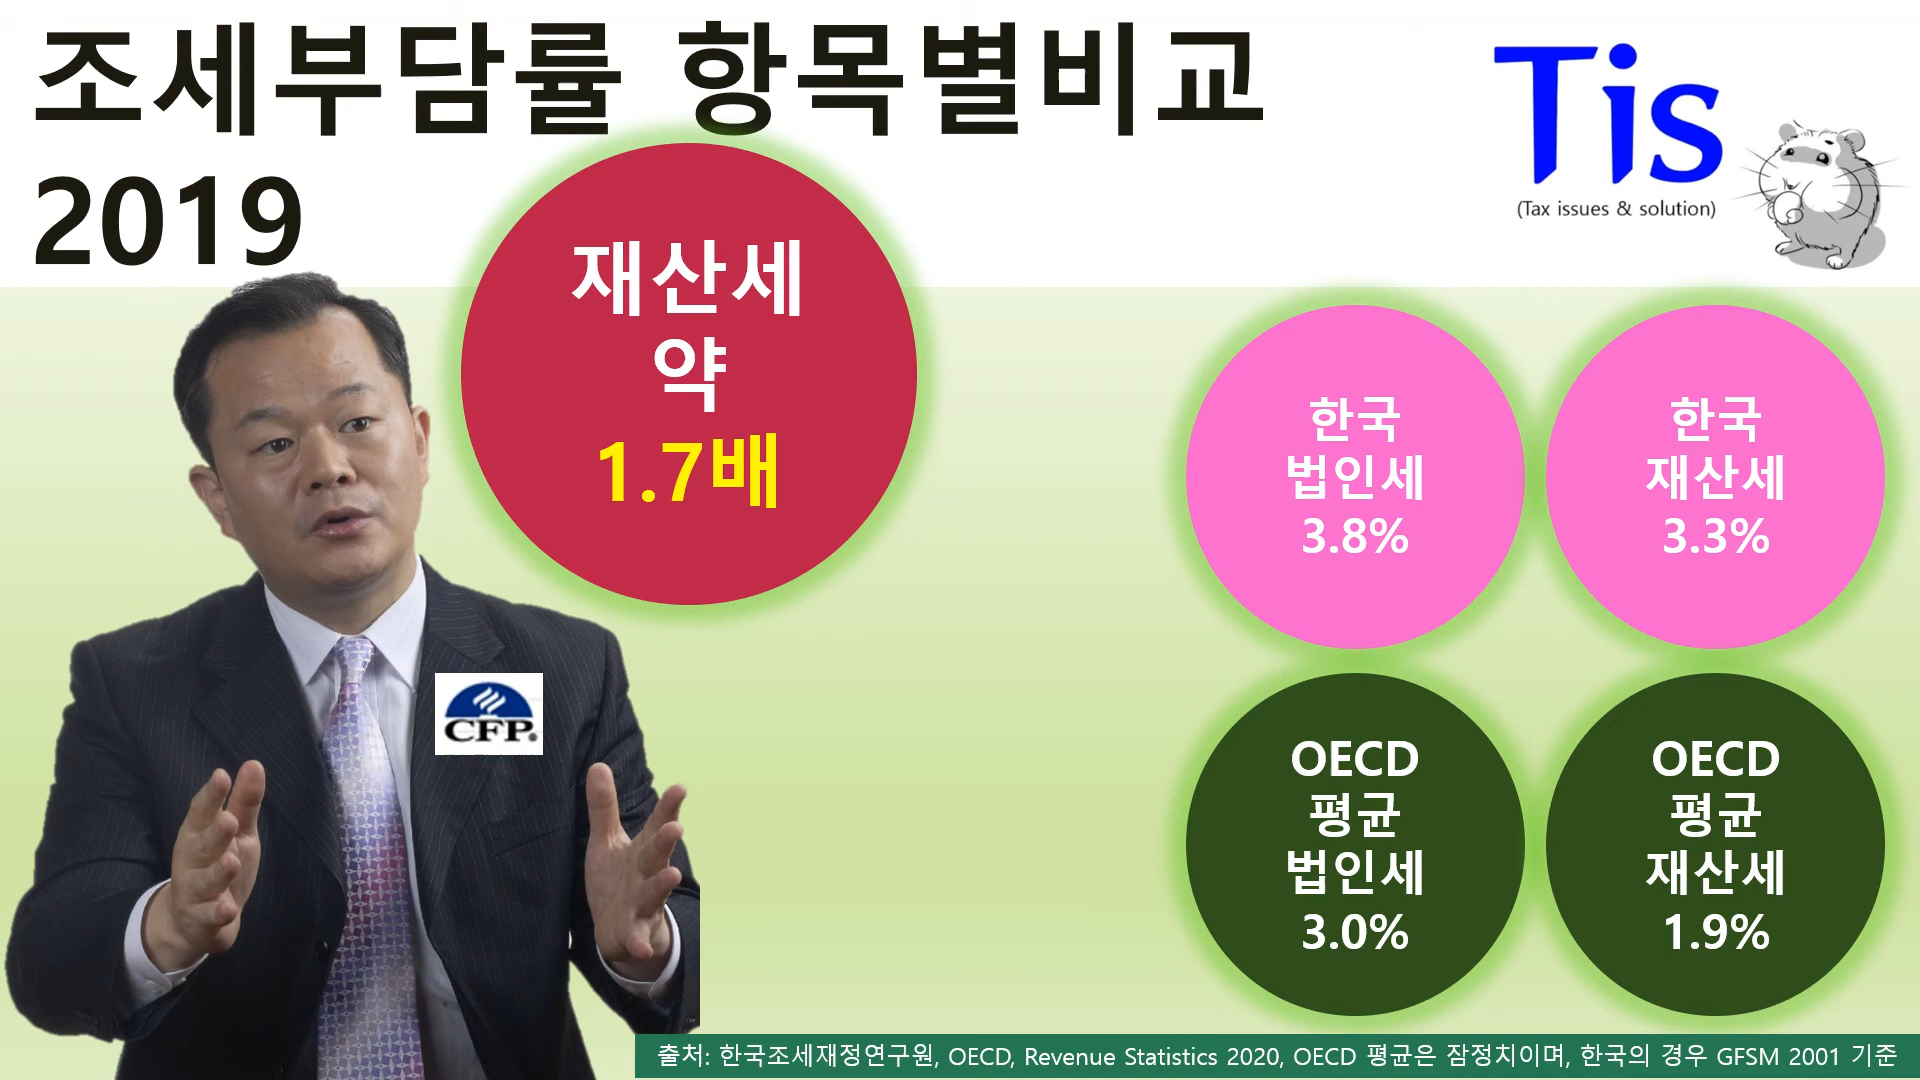 조세부담률 항목별비교
2019
Tis
(Tax issues & solution)
재산세
약
1.7배
한국
법인세
3.8%
한국
재산세
3.3%
OECD
평균
법인세
3.0%
OECD
평균
재산세
1.9%
CFP®
출처: 한국조세재정연구원, OECD, Revenue Statistics 2020, OECD 평균은 잠정치이며, 한국의 경우 GFSM 2001 기준